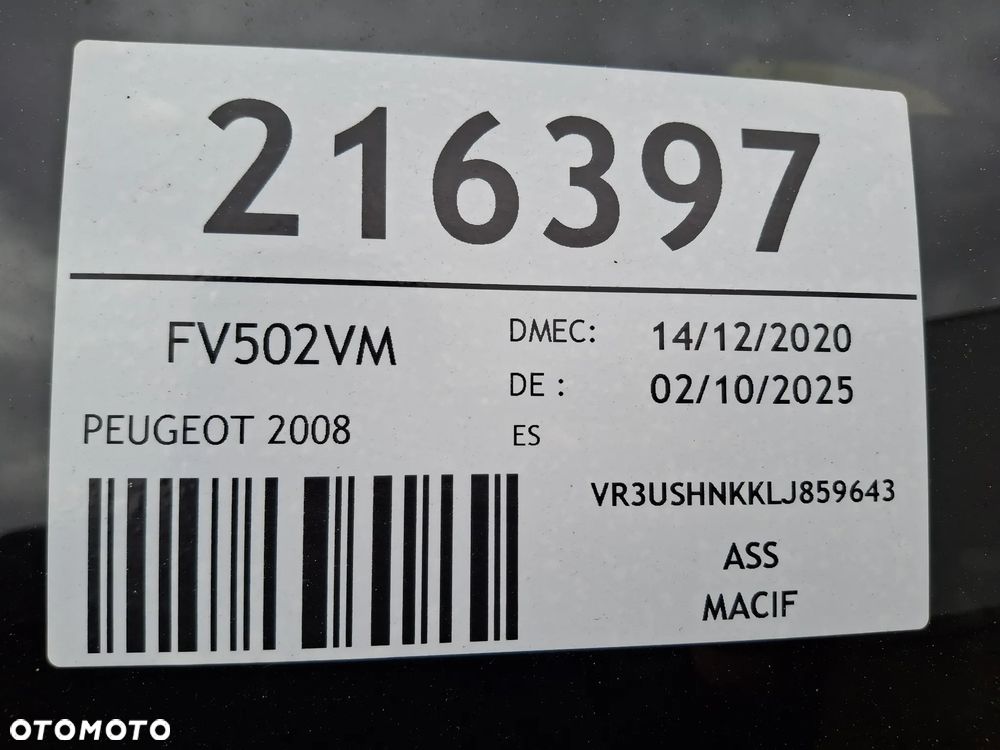 216397
FV502VM
DMEC: 14/12/2020
DE : 02/10/2025
PEUGEOT 2008
ES
VR3USHNKKLJ859643
ASS
MACIF
OTOMOTO